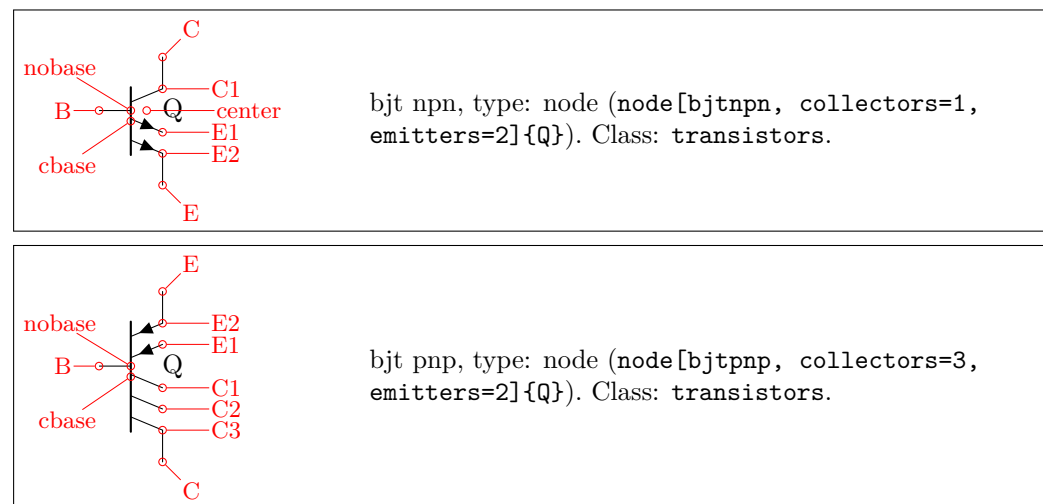 C
nobase
C1
B
Q
center
E1
cbase
E2
E
bjt npn, type: node (node[bjtnpn, collectors=1,
emitters=2]{Q}). Class: transistors.
E
nobase
E2
E1
B
Q
C1
cbase
C2
C3
C
bjt pnp, type: node (node[bjtpnp, collectors=3,
emitters=2]{Q}). Class: transistors.